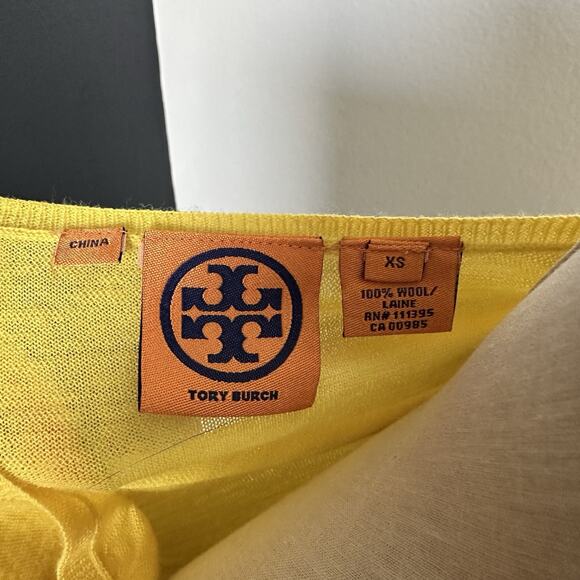 CHINA
TORY BURCH
XS
100% WOOL/
LAINE
RN# 111395
CA 00985